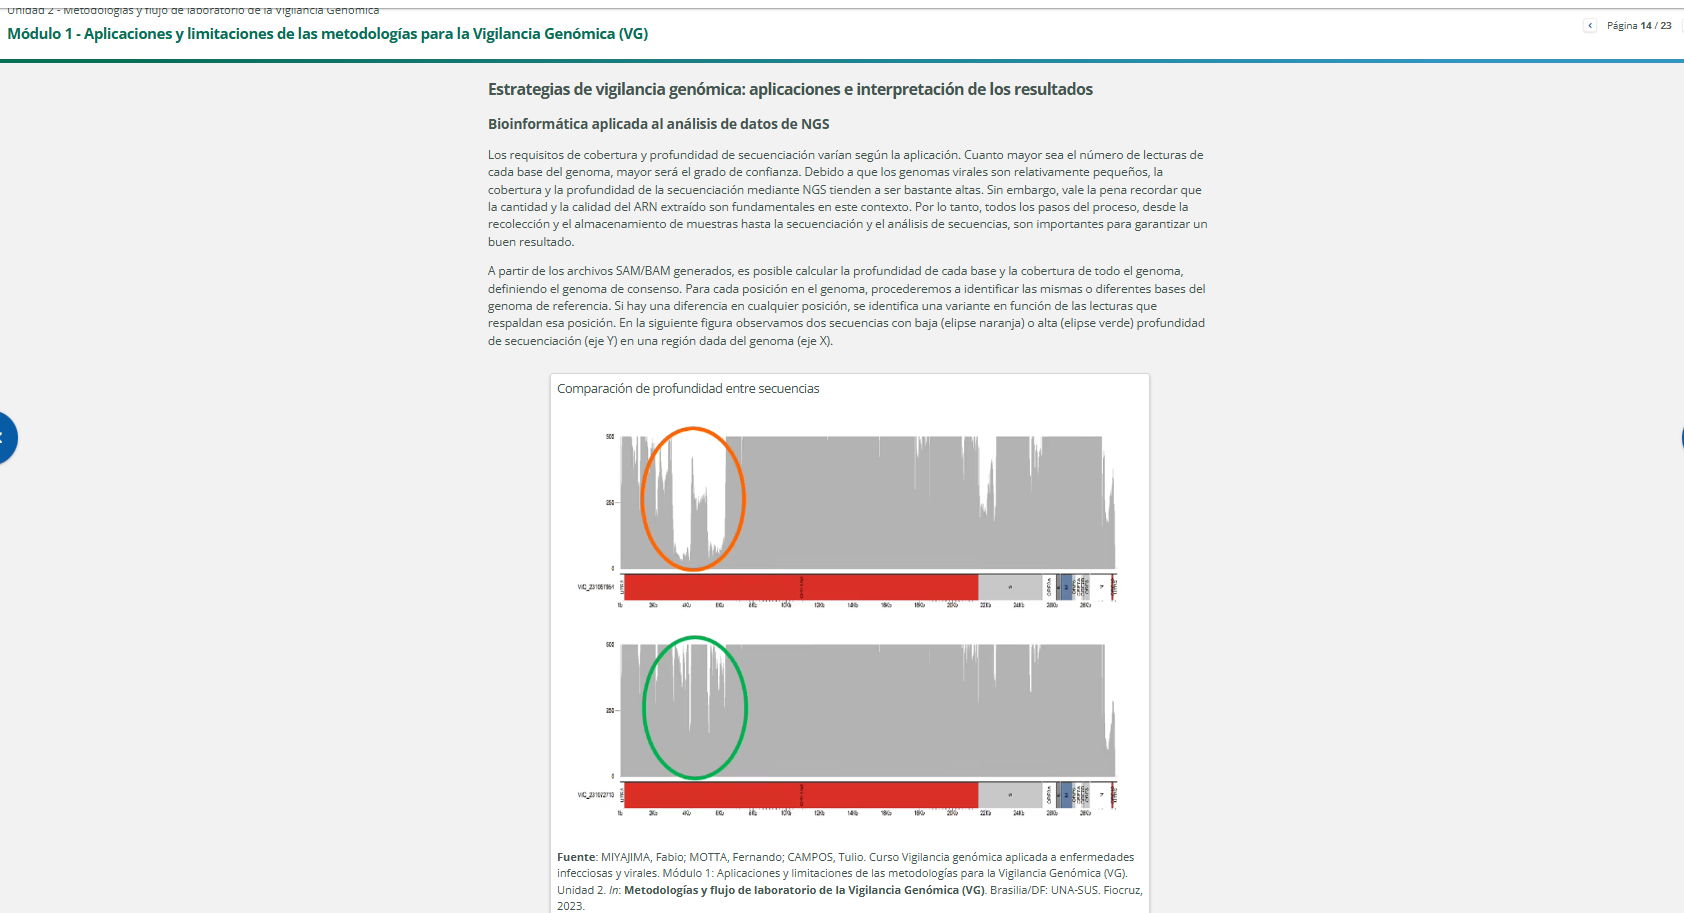 Unidad 2 - Metodologías y flujo de laboratorio de la Vigilancia Genómica
Módulo 1 - Aplicaciones y limitaciones de las metodologías para la Vigilancia Genómica (VG)
Página 14 / 23
Estrategias de vigilancia genómica: aplicaciones e interpretación de los resultados
Bioinformática aplicada al análisis de datos de NGS
Los requisitos de cobertura y profundidad de secuenciación varían según la aplicación. Cuanto mayor sea el número de lecturas de
cada base del genoma, mayor será el grado de confianza. Debido a que los genomas virales son relativamente pequeños, la
cobertura y la profundidad de la secuenciación mediante NGS tienden a ser bastante altas. Sin embargo, vale la pena recordar que
la cantidad y la calidad del ARN extraído son fundamentales en este contexto. Por lo tanto, todos los pasos del proceso, desde la
recolección y el almacenamiento de muestras hasta la secuenciación y el análisis de secuencias, son importantes para garantizar un
buen resultado.
A partir de los archivos SAM/BAM generados, es posible calcular la profundidad de cada base y la cobertura de todo el genoma,
definiendo el genoma de consenso. Para cada posición en el genoma, procederemos a identificar las mismas o diferentes bases del
genoma de referencia. Si hay una diferencia en cualquier posición, se identifica una variante en función de las lecturas que
respaldan esa posición. En la siguiente figura observamos dos secuencias con baja (elipse naranja) o alta (elipse verde) profundidad
de secuenciación (eje Y) en una región dada del genoma (eje X).
Comparación de profundidad entre secuencias
500
250
0
S
500
250
0
S
Fuente: MIYAJIMA, Fabio; MOTTA, Fernando; CAMPOS, Tulio. Curso Vigilancia genómica aplicada a enfermedades
infecciosas y virales. Módulo 1: Aplicaciones y limitaciones de las metodologías para la Vigilancia Genómica (VG).
Unidad 2. In: Metodologías y flujo de laboratorio de la Vigilancia Genómica (VG). Brasilia/DF: UNA-SUS. Fiocruz,
2023.